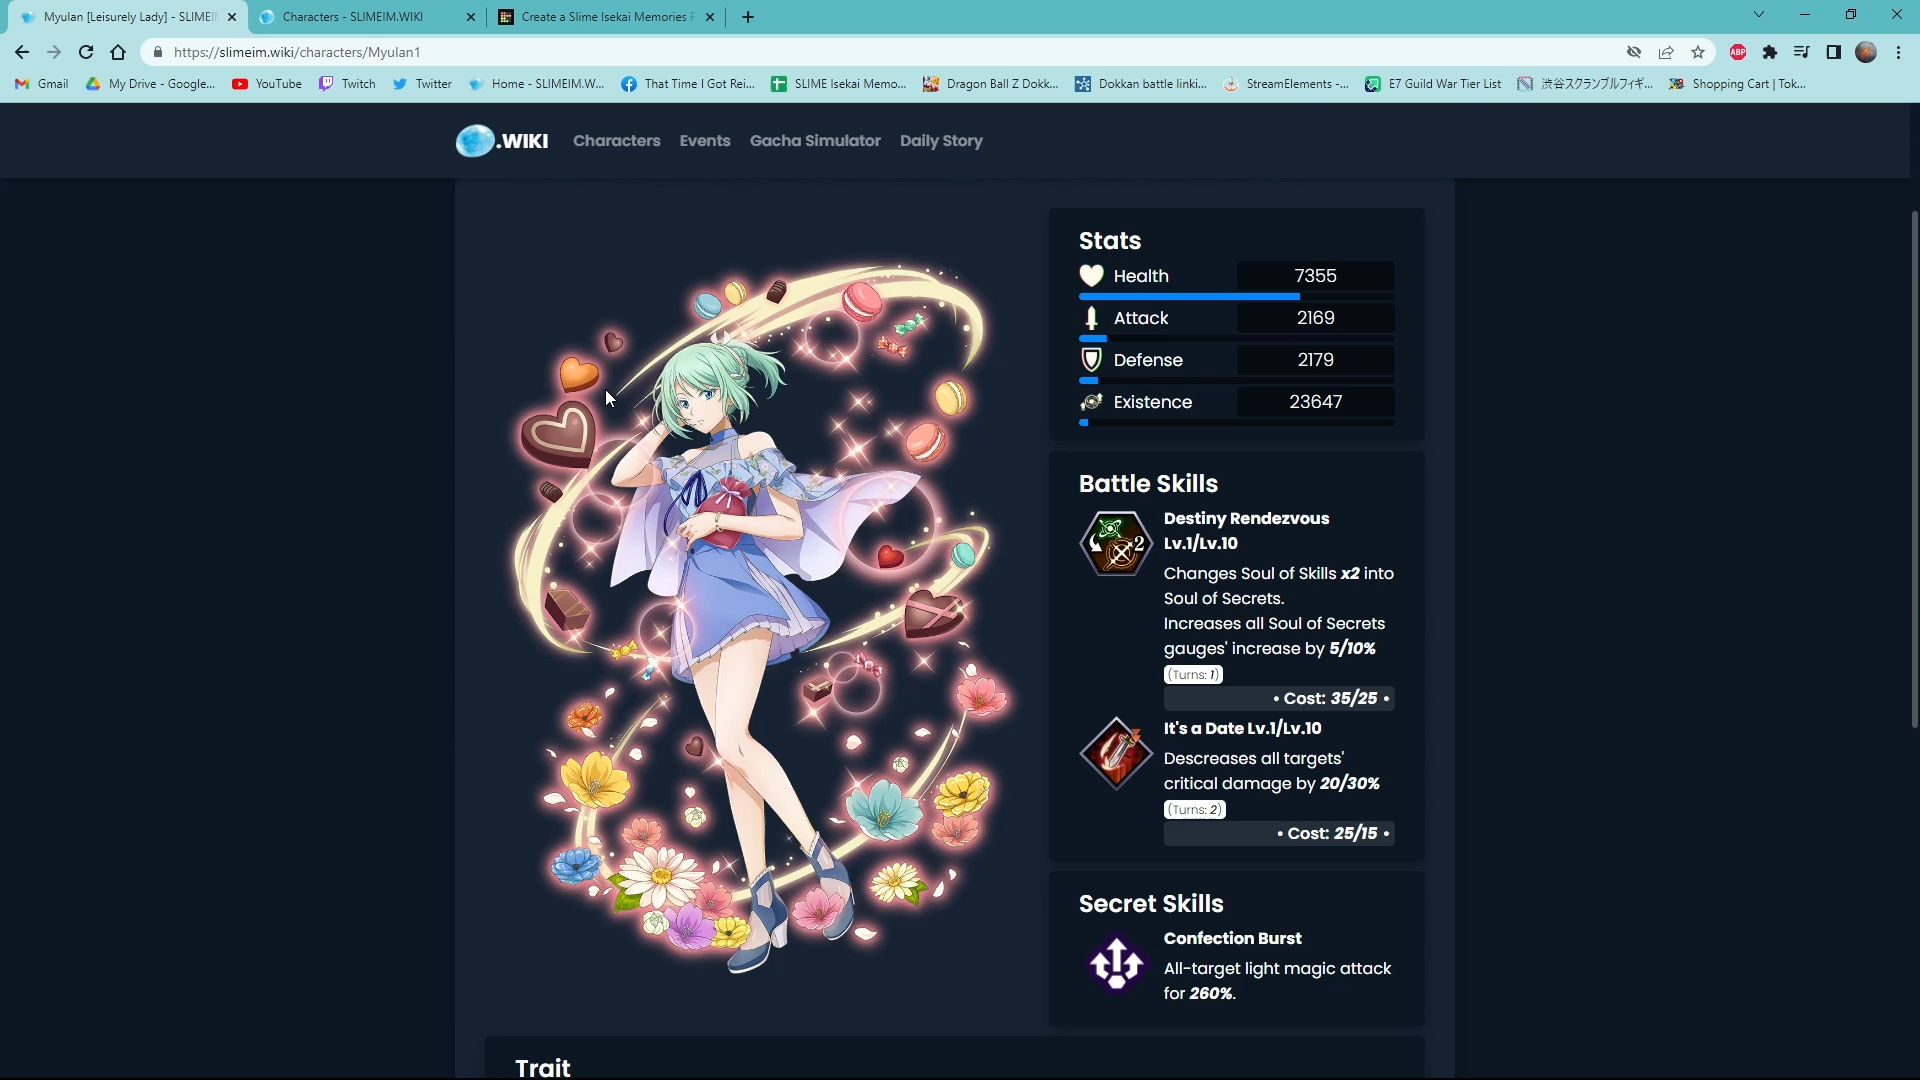 Myulan [Leisurely Lady] - SLIMEI
Characters - SLIMEIM.WIKI
Create a Slime Isekai Memories
https://slimeim.wiki/characters/Myulan1
ABP
Gmail
My Drive - Google...
YouTube
Twitch
Twitter
Home - SLIMEIM.W...
That Time I Got Rei...
SLIME Isekai Memo...
Dragon Ball Z Dokk...
Dokkan battle linki...
StreamElements -...
E7 Guild War Tier List
渋谷スクランブルフィギ...
Shopping Cart | Tok...
.WIKI
Characters
Events
Gacha Simulator
Daily Story
Stats
Health 7355
Attack 2169
Defense 2179
Existence 23647
Battle Skills
2
Destiny Rendezvous
Lv.1/Lv.10
Changes Soul of Skills x2 into
Soul of Secrets.
Increases all Soul of Secrets
gauges' increase by 5/10%
(Turns: 1)
• Cost: 35/25 •
It's a Date Lv.1/Lv.10
Descreases all targets'
critical damage by 20/30%
(Turns: 2)
• Cost: 25/15 •
Secret Skills
Confection Burst
All-target light magic attack
for 260%.
Trait